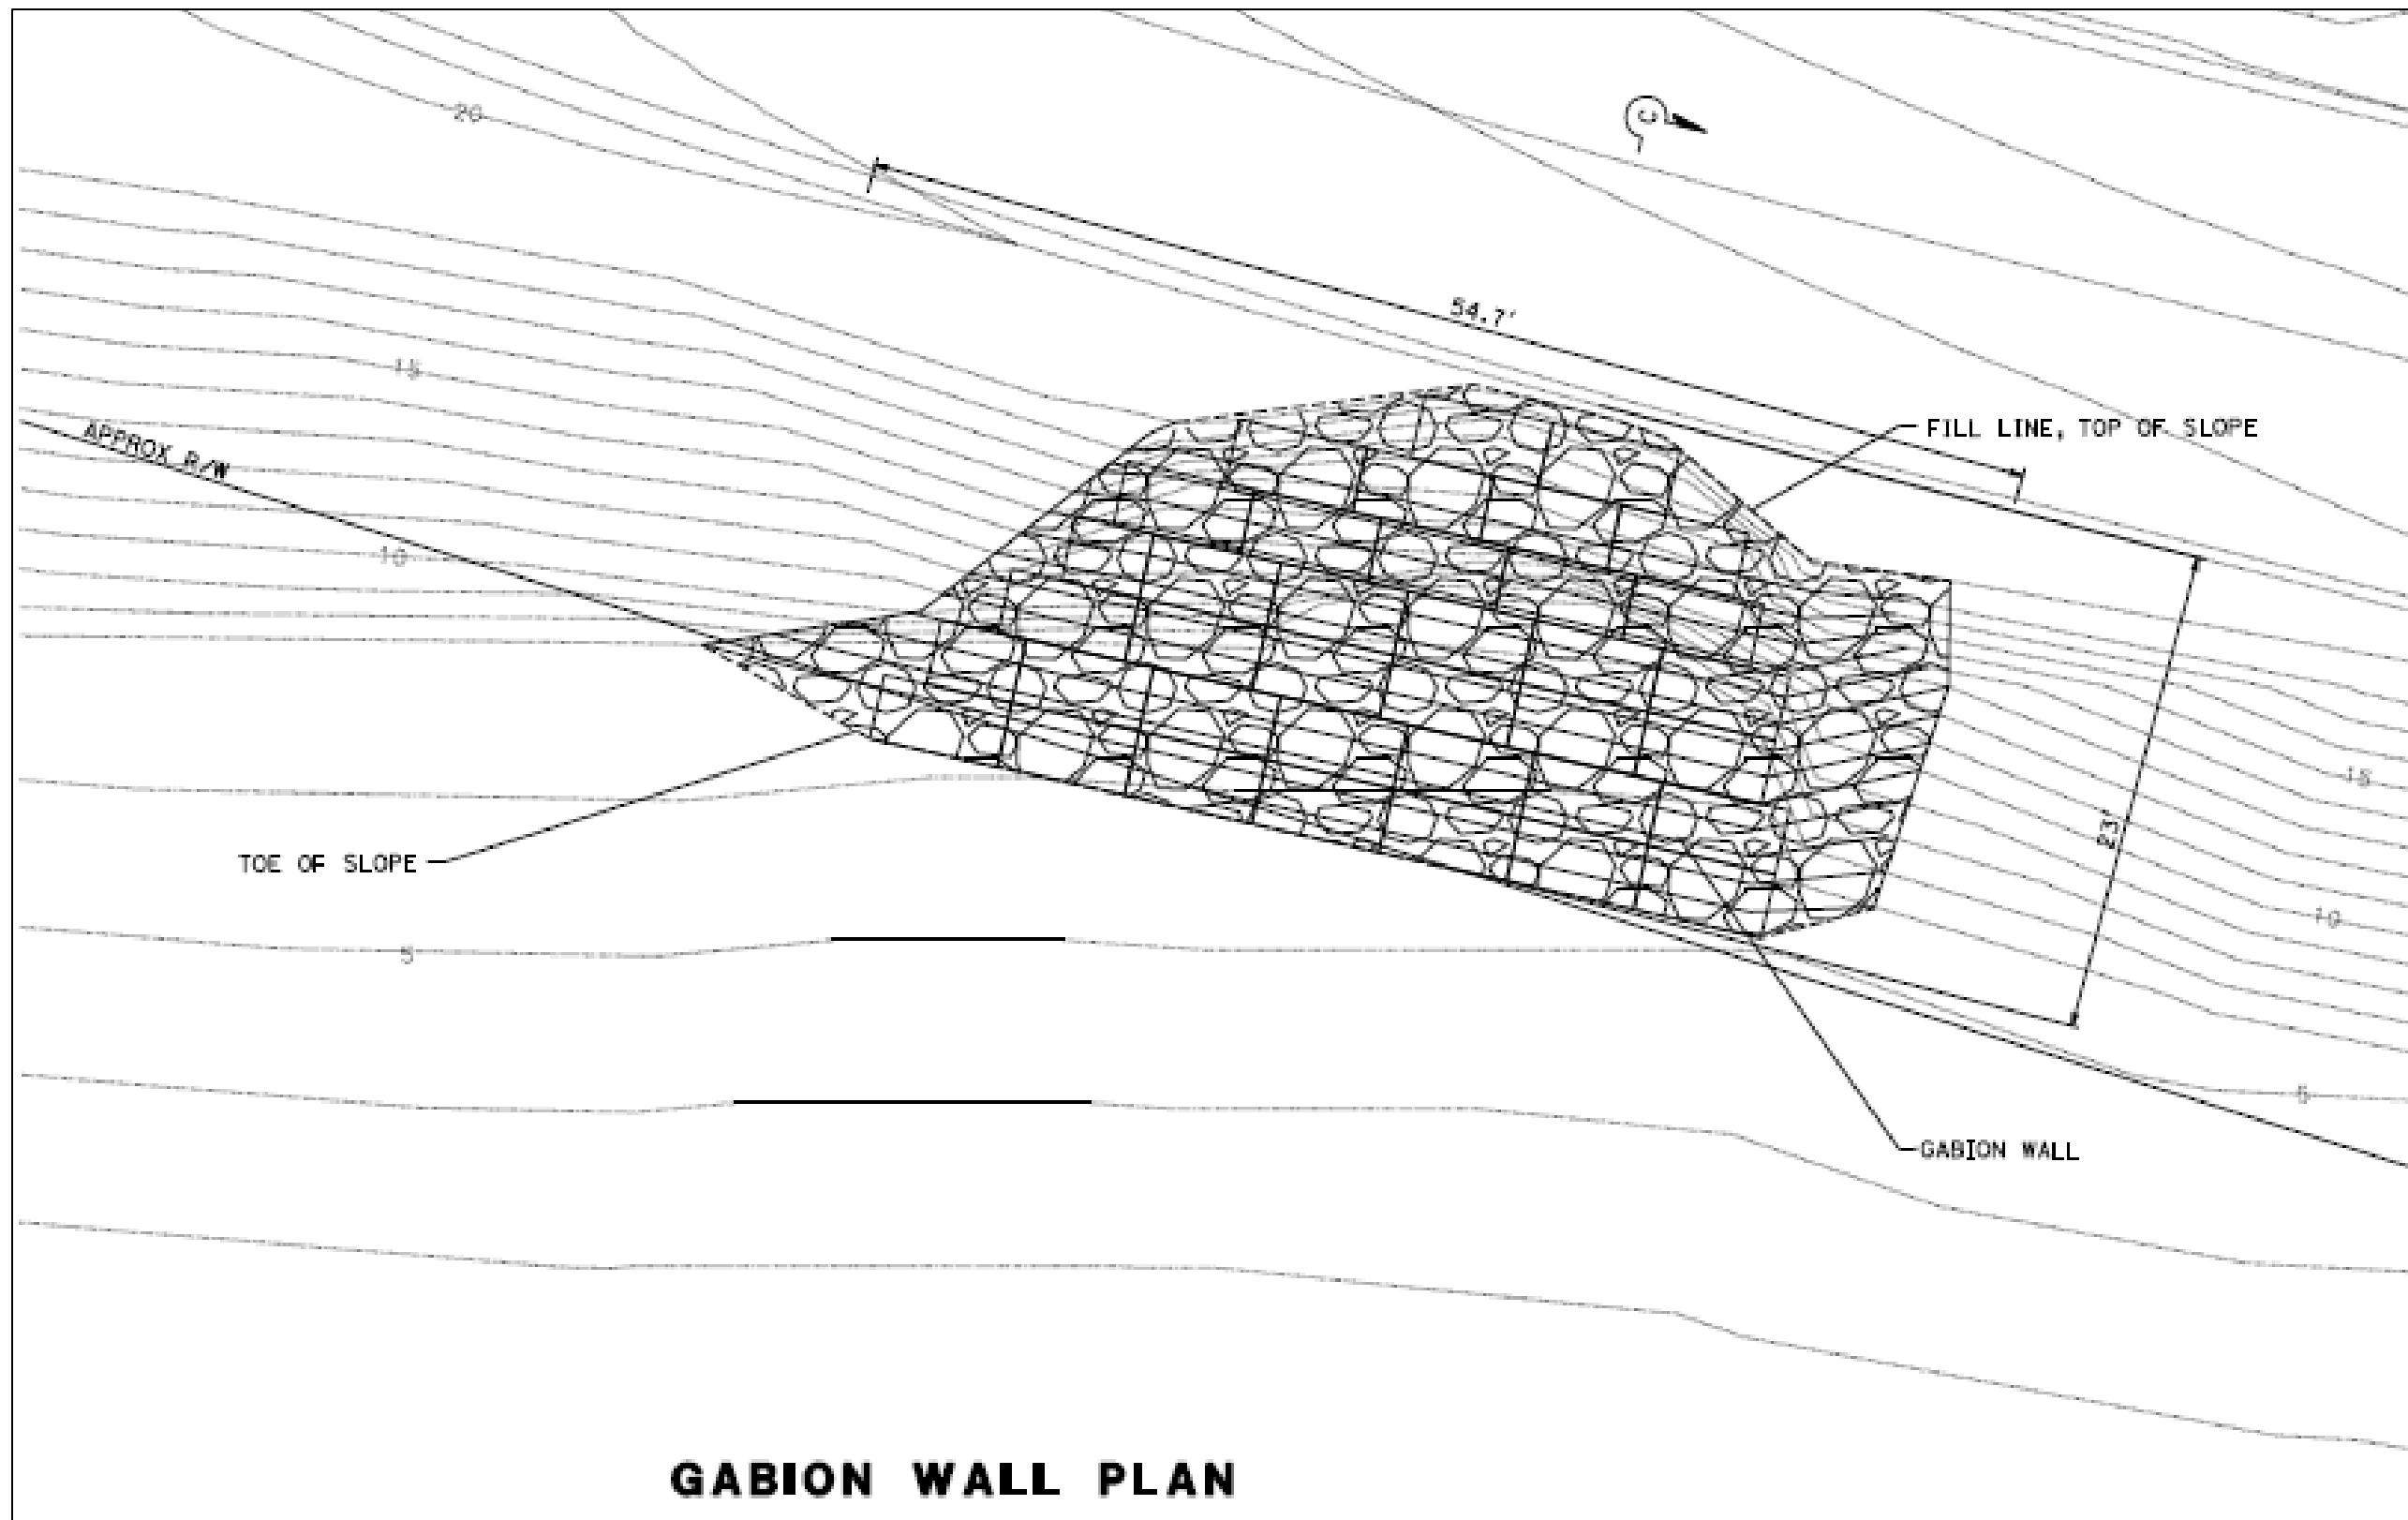 20
C
54.7'
15
FILL LINE, TOP OF SLOPE
APPROX R/W
10
15
23'
TOE OF SLOPE
10
5
5
GABION WALL
GABION WALL PLAN